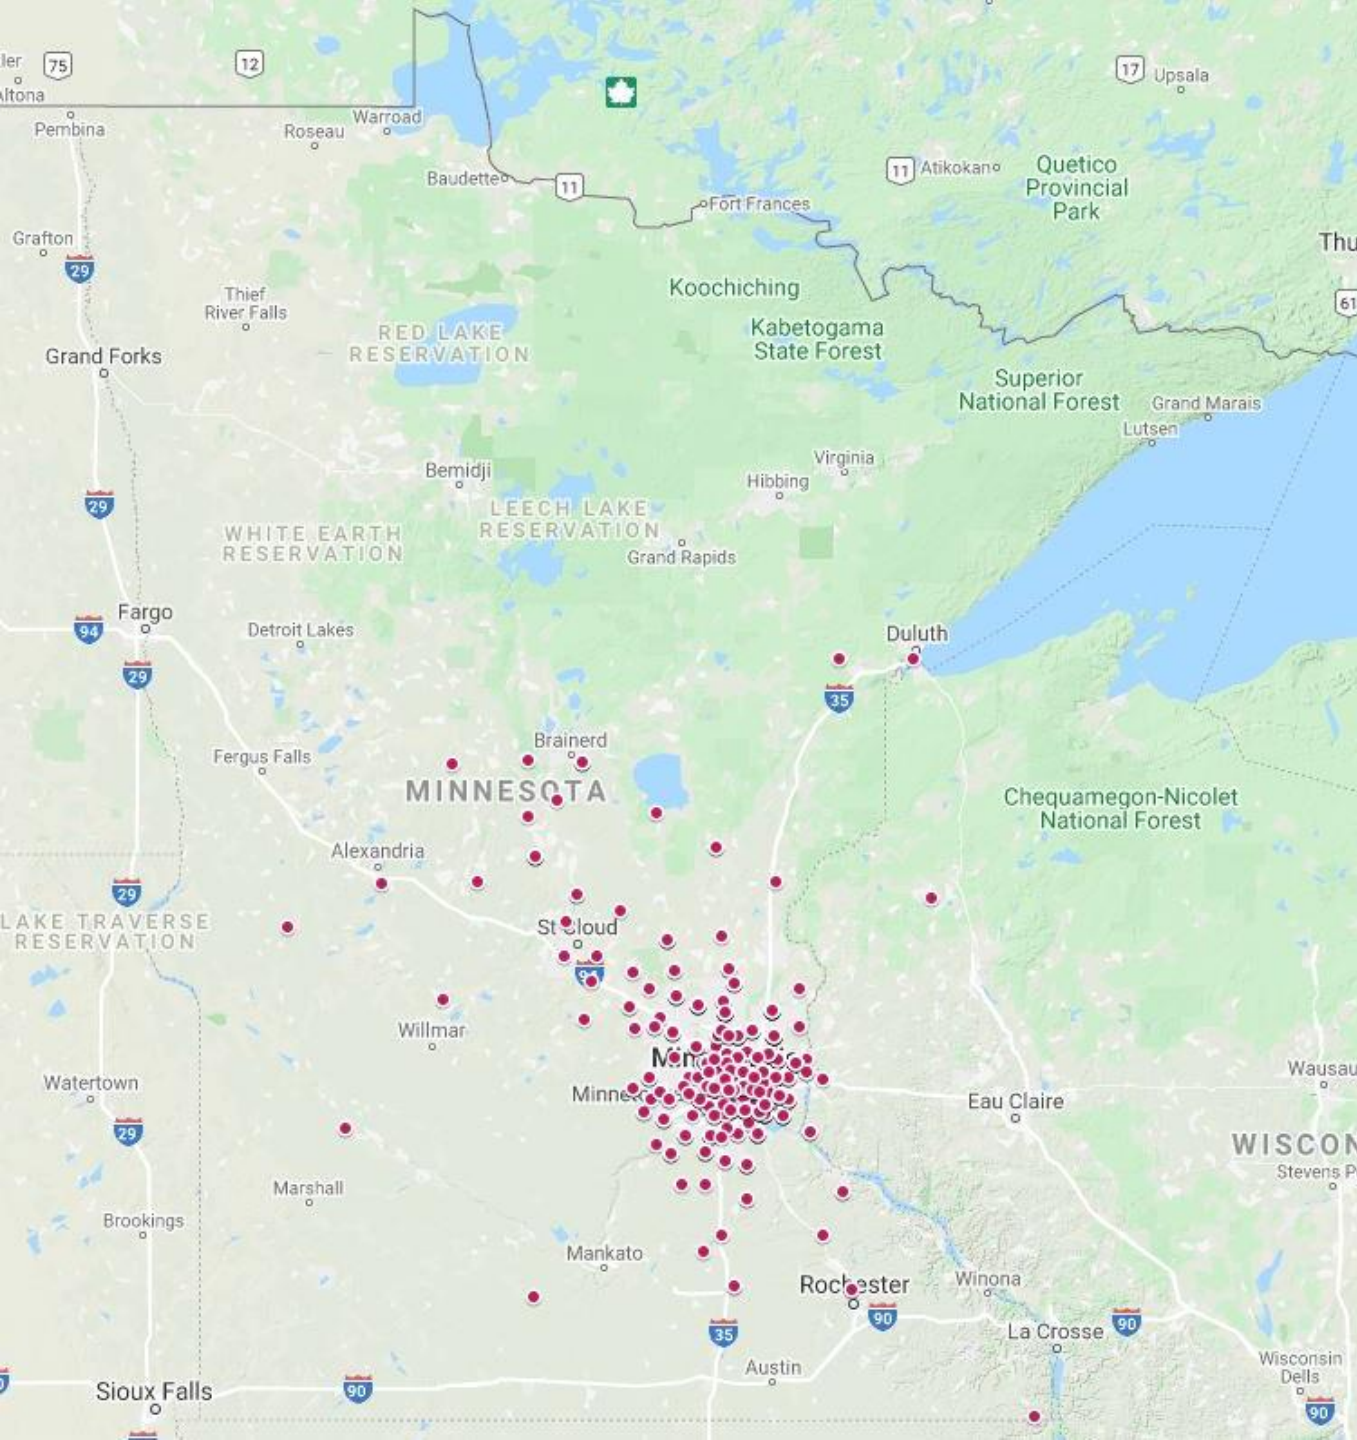 75
12
17
Upsala
Altona
Pembina
Roseau
Warroad
Baudette
11
Fort Frances
11
Atikokan
Quetico
Provincial
Park
Grafton
29
Thief
River Falls
Koochiching
61
RED LAKE
RESERVATION
Kabetogama
State Forest
Grand Forks
Superior
National Forest
Grand Marais
Lutsen
Bemidji
Virginia
Hibbing
29
LEECH LAKE
RESERVATION
WHITE EARTH
RESERVATION
Grand Rapids
Fargo
94
Detroit Lakes
Duluth
29
35
Brainerd
Fergus Falls
MINNESOTA
Chequamegon-Nicolet
National Forest
Alexandria
29
LAKE TRAVERSE
RESERVATION
St Cloud
94
Willmar
Watertown
Wausau
Eau Claire
29
WISCON
Stevens P
Marshall
Brookings
Mankato
Rochester
Winona
90
35
La Crosse
90
Austin
Wisconsin
Dells
Sioux Falls
90
90